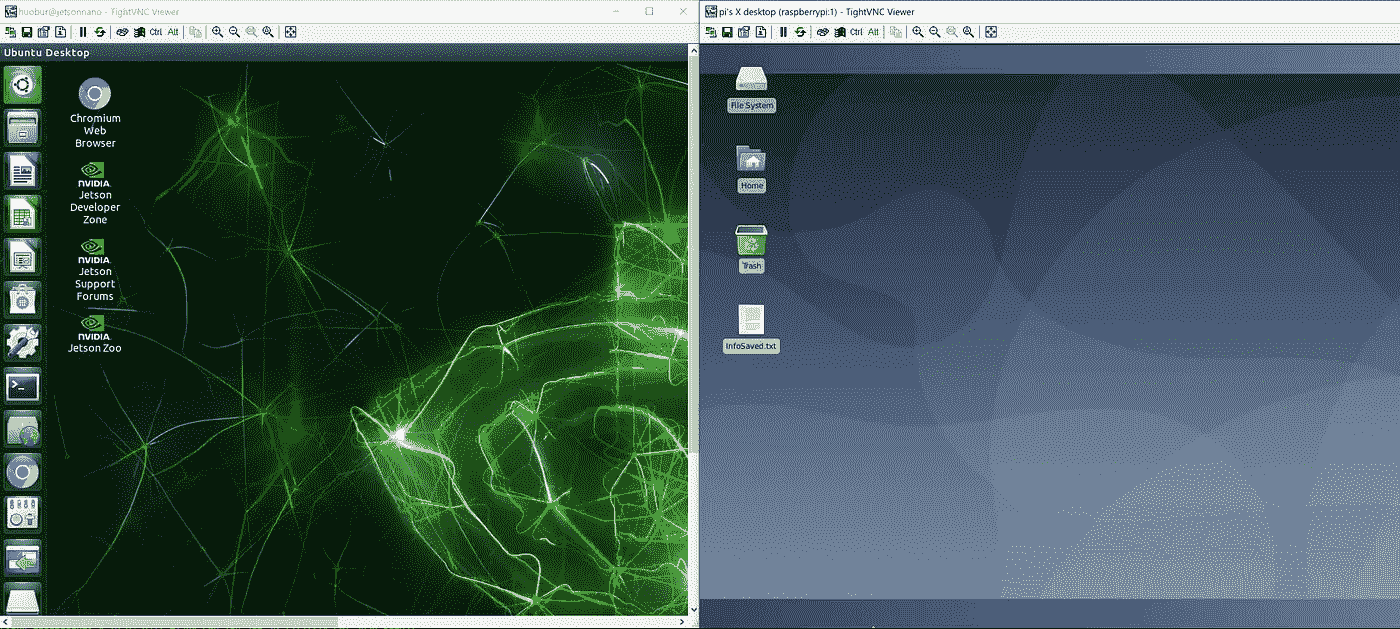 huobur@jetsonnano - TightVNC Viewer
Ctrl Alt
Ubuntu Desktop
Chromium
Web
Browser
NVIDIA.
Jetson
Developer
Zone
NVIDIA.
Jetson
Support
Forums
NVIDIA.
Jetson Zoo
pi's X desktop (raspberrypi:1) - TightVNC Viewer
Ctrl Alt
File System
Home
Trash
InfoSaved.txt